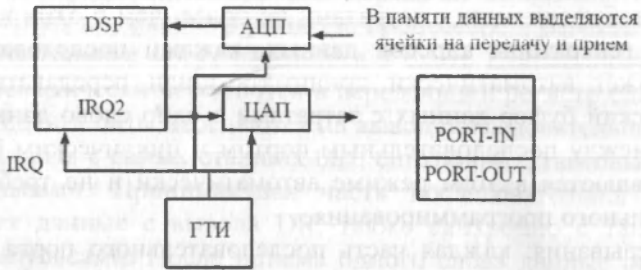 DSP
АЦП
В памяти данных выделяются
ячейки на передачу и прием
IRQ2
ЦАП
PORT-IN
PORT-OUT
IRQ
ГТИ